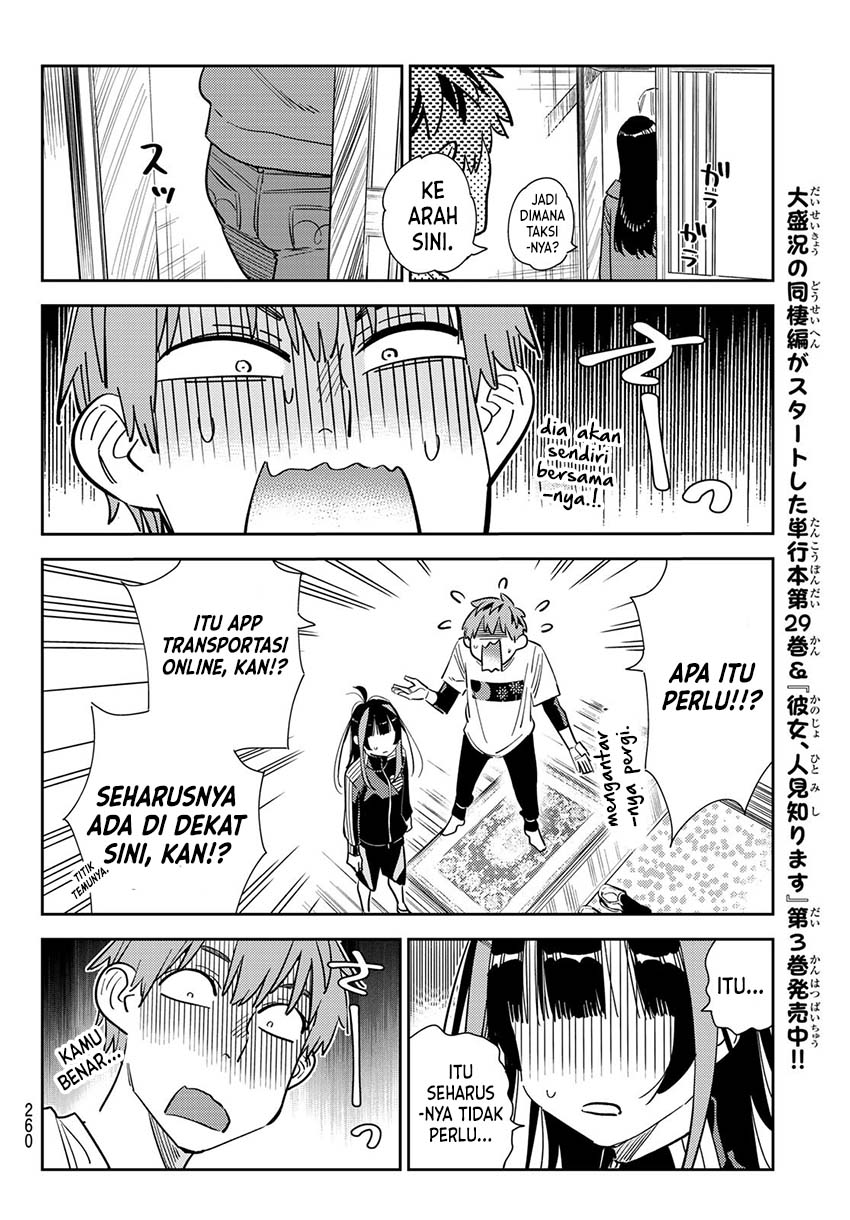 ガラ
ガラ
JADI
DIMANA
TAKSI
-NYA?
KE
ARAH
SINI.
スッ
さーっ
dia akan
sendiri
bersama
-nya.!.
APA ITU
PERLU!!?
mengantar
-nya pergi.
ITU APP
TRANSPORTASI
ONLINE, KAN!?
SEHARUSNYA
ADA DI DEKAT
SINI, KAN!?
TITIK
TEMUNYA.
ITU...
ITU
SEHARUS
-NYA TIDAK
PERLU...
KAMU
BENAR...
大盛況の同棲編がスタートした単行本第29巻&『彼女、人見知ります』第3巻発売中!!
260